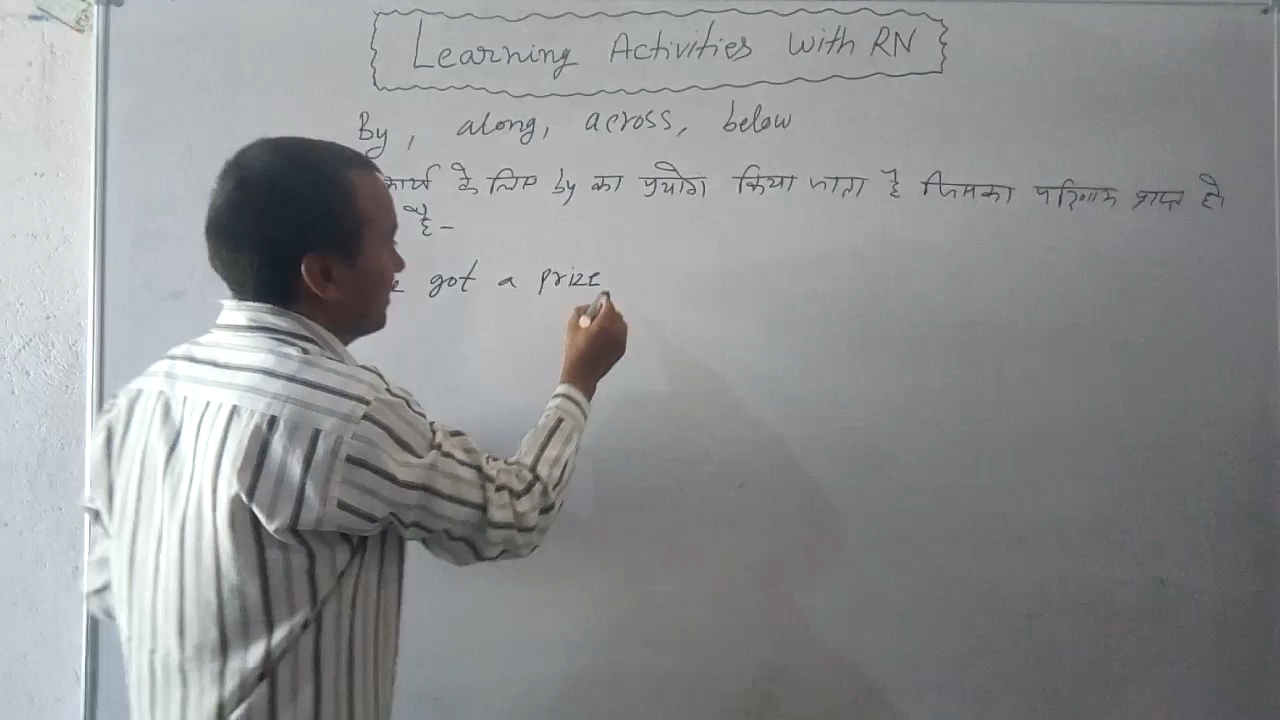 Learning Activities With RN
By, along, across, below
कार्य के लिए by का प्रयोग किया जाता है जिसका परिणाम प्राप्त हो
है-
got a prize